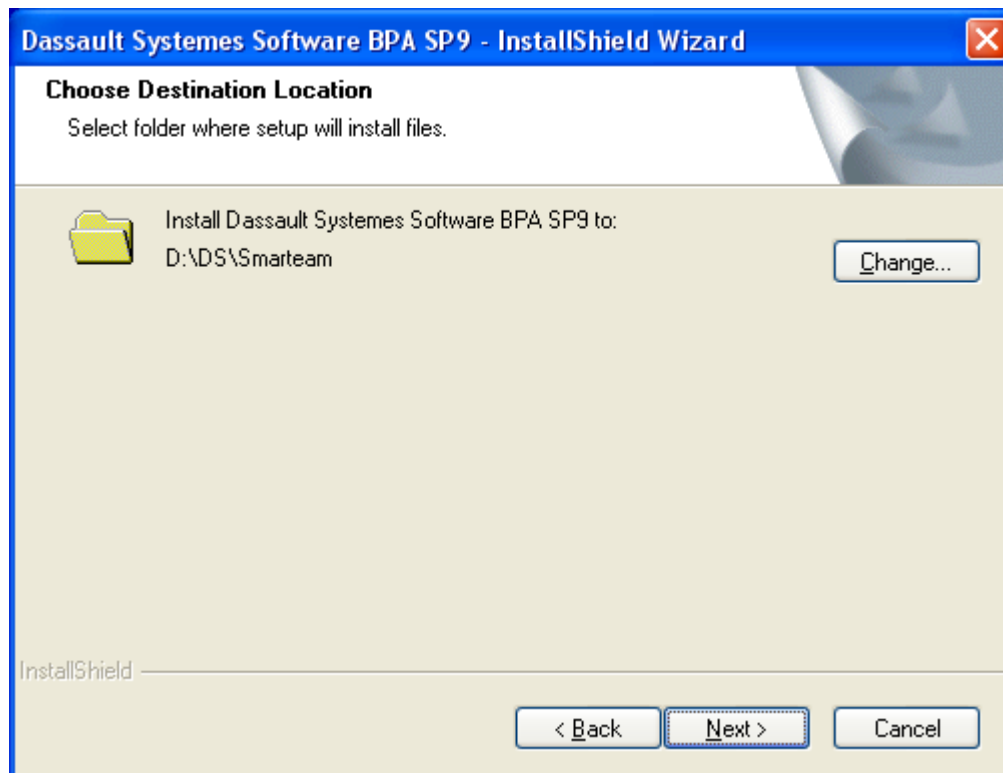 Dassault Systemes Software BPA SP9 - InstallShield Wizard
Choose Destination Location
Select folder where setup will install files.
Install Dassault Systemes Software BPA SP9 to:
D:\DS\Smarteam
Change...
InstallShield
< Back
Next >
Cancel